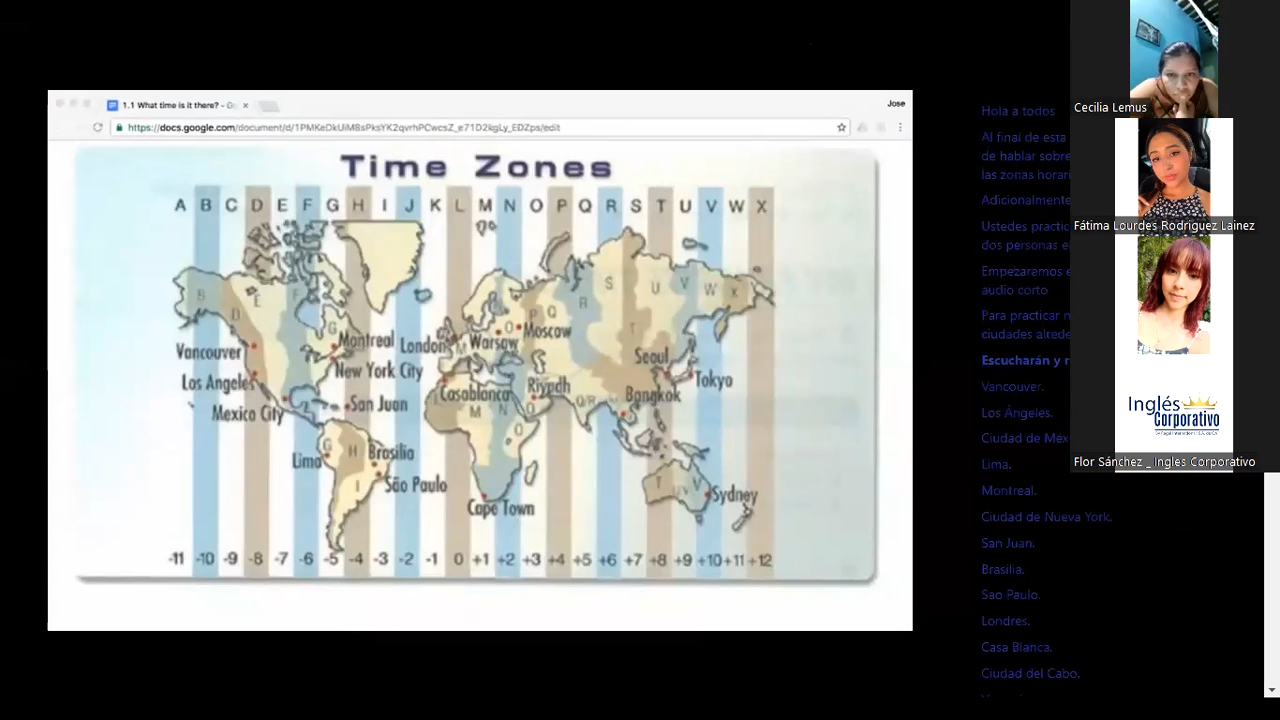 1.1 What time is it there? - G
Jose
https://docs.google.com/document/d/1PMKeDkUiMBsPksYK2qvrhPCwcsZ_e71D2kgLy_EDZps/edit
Time Zones
A B C D E F G H I J K L M N O P Q R S T U V W X
B
E
F
D
G
R
S
U
V
W
X
P
Q
O
T
Montreal
London
Warsaw
Moscow
Vancouver
Seoul
New York City
Los Angeles
Casablanca
Riyadh
Bangkok
Tokyo
Mexico City
San Juan
M
N
Q/R
O
G
H
Lima
Brasilia
I
São Paulo
T
U
V
Sydney
Cape Town
-11 -10 -9 -8 -7 -6 -5 -4 -3 -2 -1 0 +1 +2 +3 +4 +5 +6 +7 +8 +9 +10 +11 +12
Hola a todos
Al final de esta
de hablar sobre
las zonas horari
Adicionalmente
Ustedes practic
dos personas e
Empezaremos e
audio corto
Para practicar n
ciudades alrede
Escucharán y r
Vancouver.
Los Ángeles.
Ciudad de Méx
Lima.
Montreal.
Ciudad de Nueva York.
San Juan.
Brasilia.
Sao Paulo.
Londres.
Casa Blanca.
Ciudad del Cabo.
Cecilia Lemus
Fátima Lourdes Rodriguez Lainez
Inglés
Corporativo
Flor Sánchez _ Ingles Corporativo